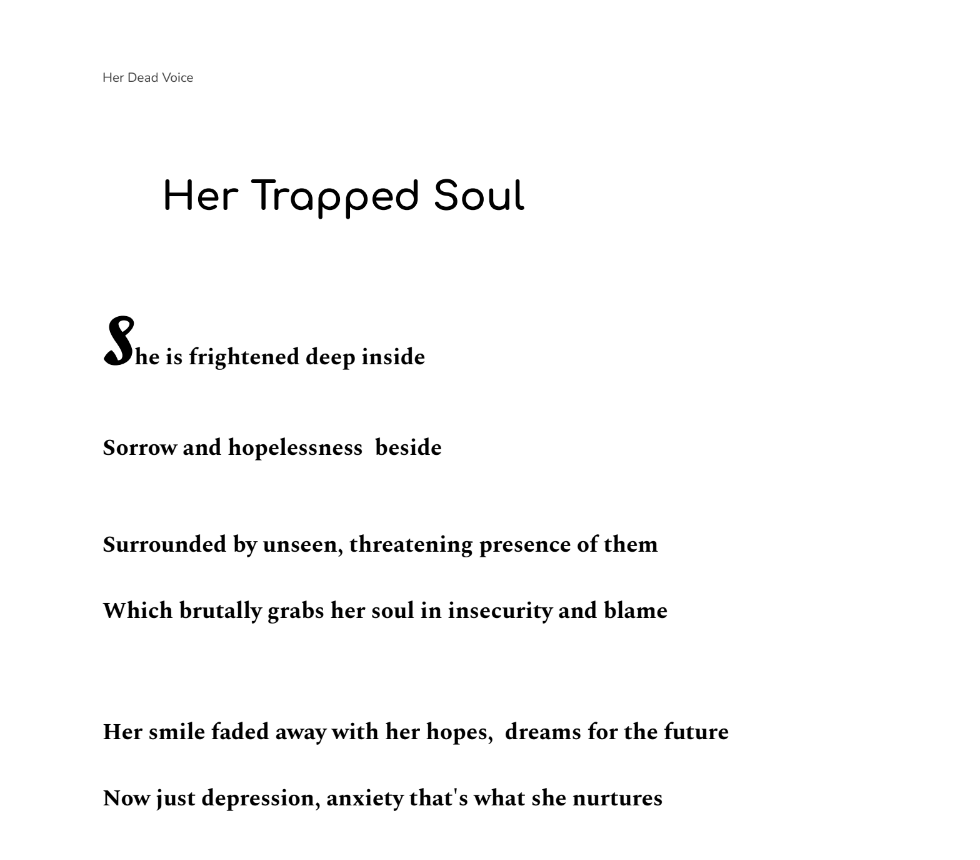 Her Dead Voice
Her Trapped Soul
She is frightened deep inside
Sorrow and hopelessness  beside
Surrounded by unseen, threatening presence of them
Which brutally grabs her soul in insecurity and blame
Her smile faded away with her hopes,  dreams for the future
Now just depression, anxiety that's what she nurtures